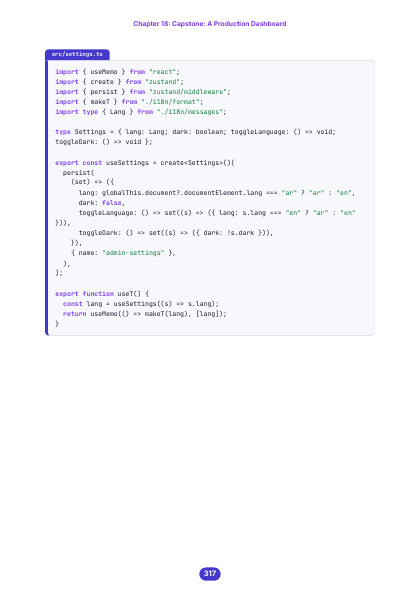 Chapter 18: Capstone: A Production Dashboard
src/settings.ts
import { useMemo } from "react";
import { create } from "zustand";
import { persist } from "zustand/middleware";
import { makeT } from "./i18n/format";
import type { Lang } from "./i18n/messages";

type Settings = { lang: Lang; dark: boolean; toggleLanguage: () => void;
toggleDark: () => void };

export const useSettings = create<Settings>()(
  persist(
    (set) => ({
      lang: globalThis.document?.documentElement.lang === "ar" ? "ar" : "en",
      dark: false,
      toggleLanguage: () => set((s) => ({ lang: s.lang === "en" ? "ar" : "en"
})),
      toggleDark: () => set((s) => ({ dark: !s.dark })),
    }),
    { name: "admin-settings" },
  ),
);

export function useT() {
  const lang = useSettings((s) => s.lang);
  return useMemo(() => makeT(lang), [lang]);
}
317